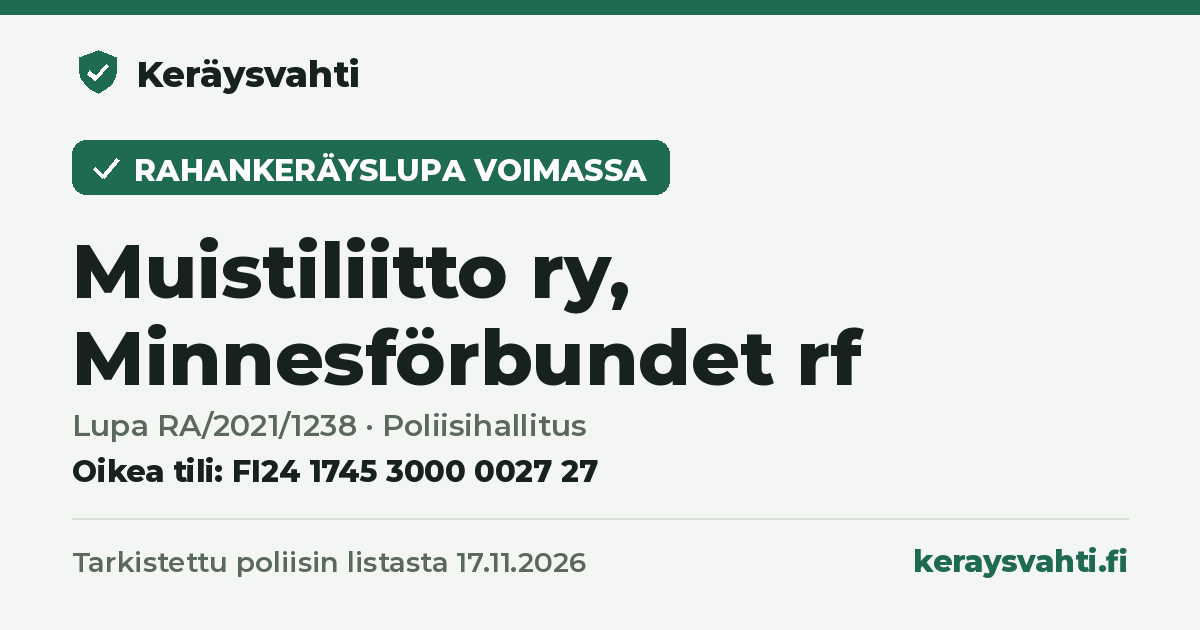 Keräysvahti
RAHANKERÄYSLUPA VOIMASSA
Muistiliitto ry,
Minnesförbundet rf
Lupa RA/2021/1238 · Poliisihallitus
Oikea tili: FI24 1745 3000 0027 27
Tarkistettu poliisin listasta 17.11.2026
keraysvahti.fi